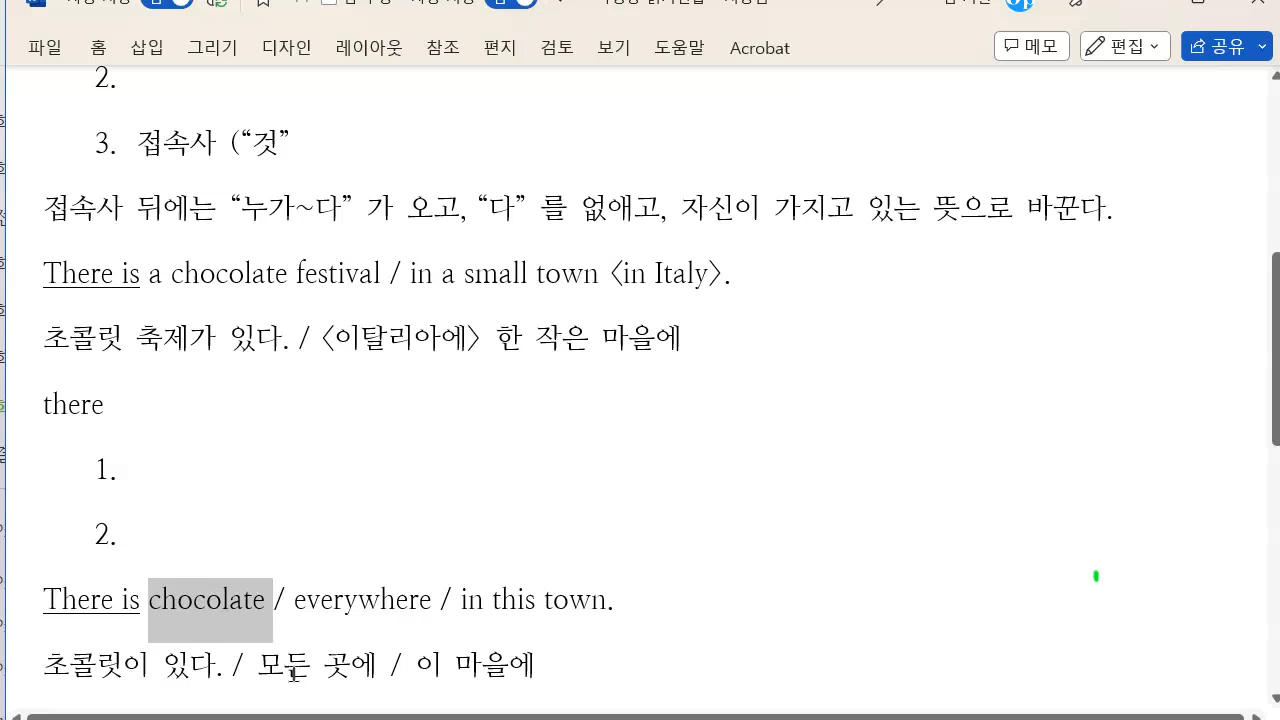 파일 홈 삽입 그리기 디자인 레이아웃 참조 편지 검토 보기 도움말 Acrobat 메모 편집 공유
2.
3. 접속사 (“것”
접속사 뒤에는 “누가~다” 가 오고, “다” 를 없애고, 자신이 가지고 있는 뜻으로 바꾼다.
There is a chocolate festival / in a small town <in Italy>.
초콜릿 축제가 있다. / <이탈리아에> 한 작은 마을에
there
1.
2.
There is chocolate / everywhere / in this town.
초콜릿이 있다. / 모든 곳에 / 이 마을에